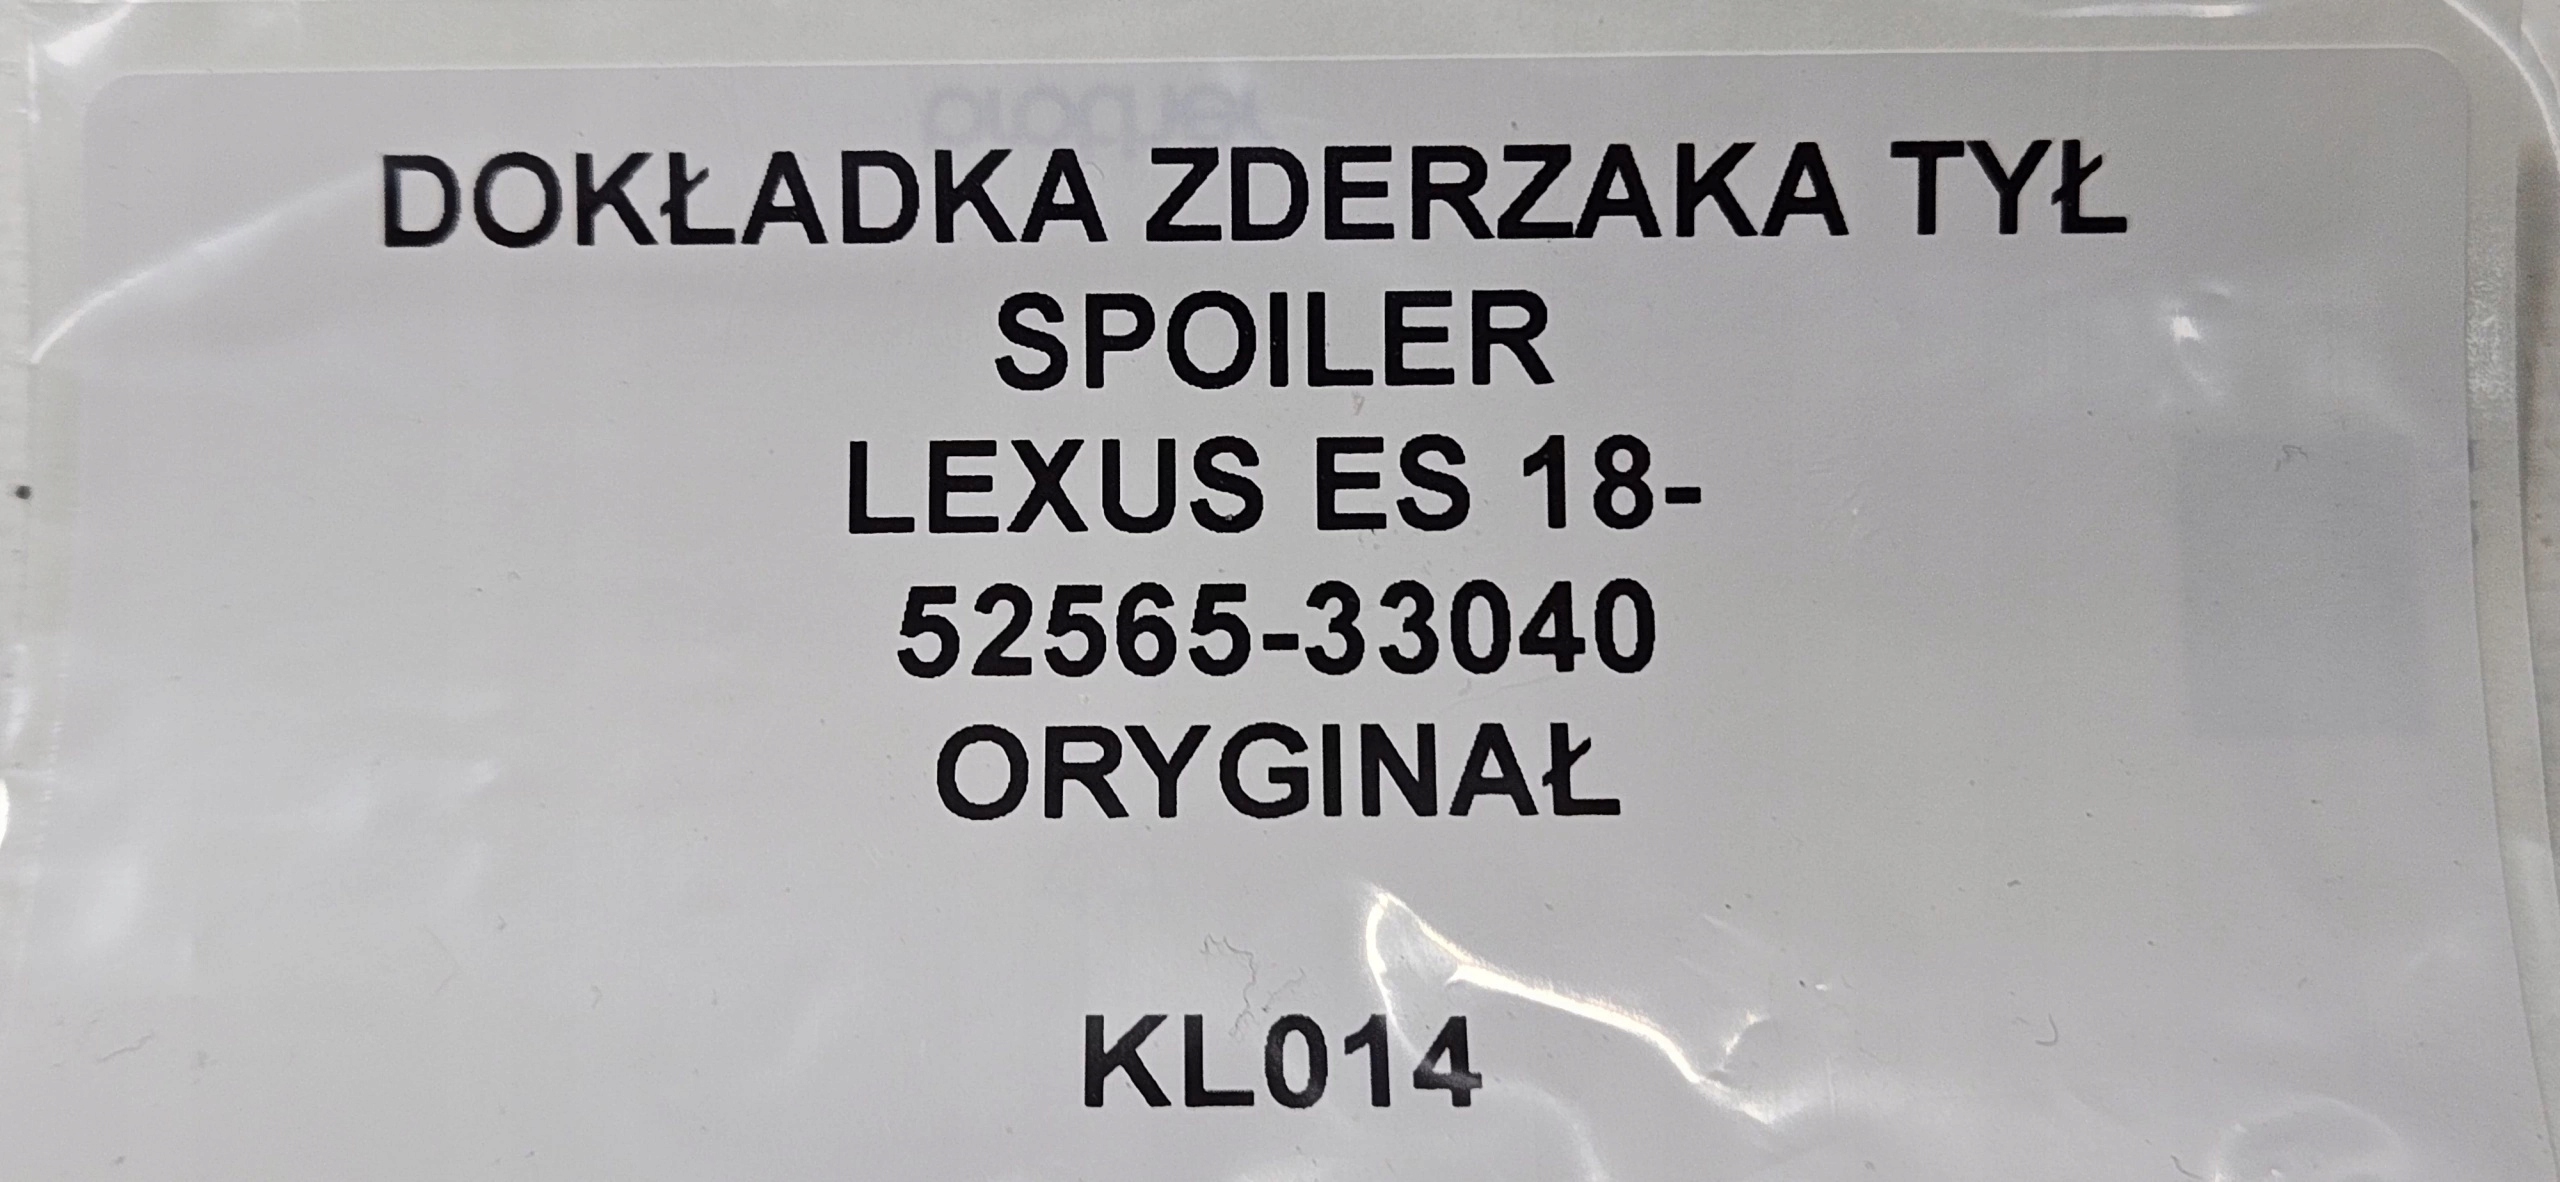 DOKŁADKA ZDERZAKA TYŁ
SPOILER
LEXUS ES 18-
52565-33040
ORYGINAŁ
KL014